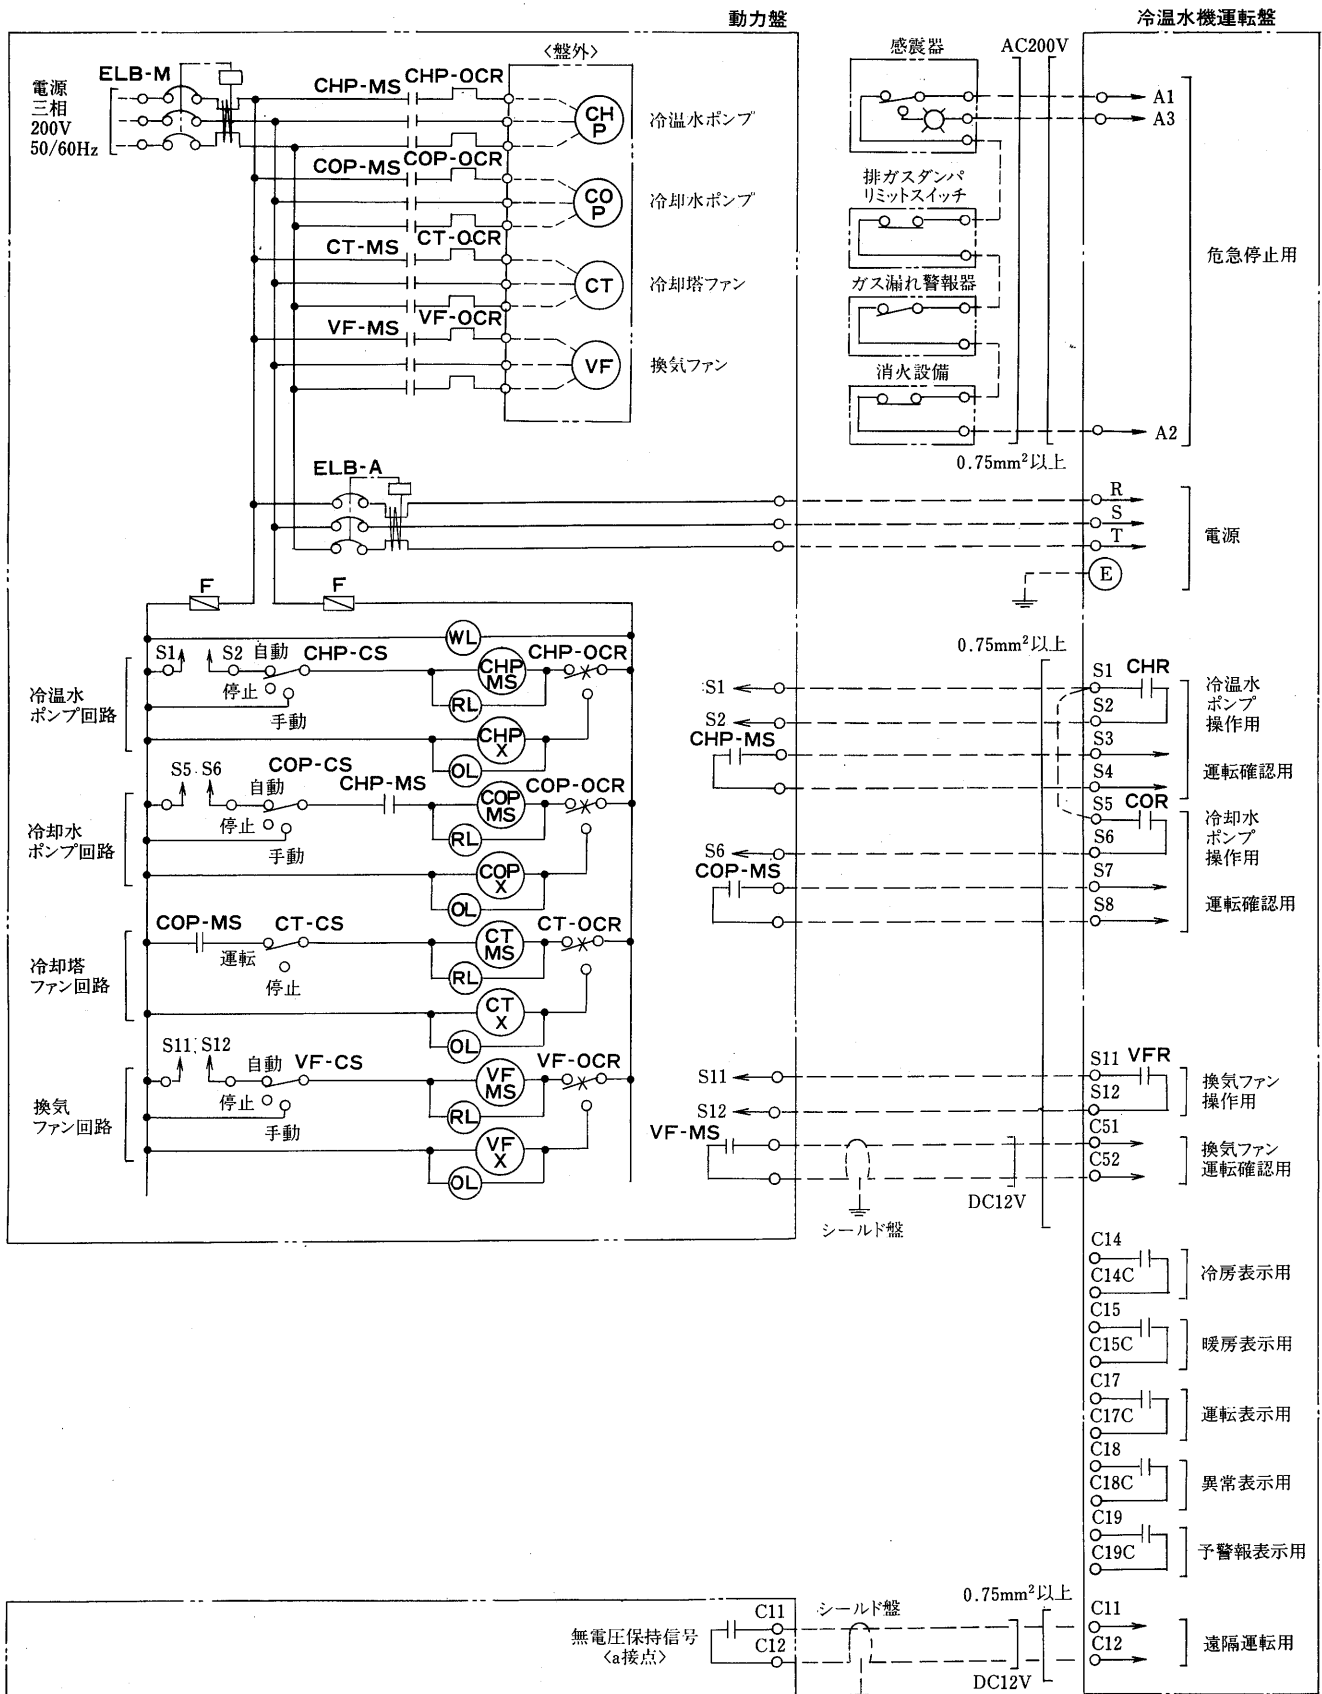 動力盤
冷温水機運転盤
電源
三相
200V
50/60Hz
ELB-M
CHP-MS
CHP-OCR
〈盤外〉
CH
P
冷温水ポンプ
COP-MS
COP-OCR
CO
P
冷却水ポンプ
CT-MS
CT-OCR
CT
冷却塔ファン
VF-MS
VF-OCR
VF
換気ファン
感震器
AC200V
A1
A3
排ガスダンパ
リミットスイッチ
ガス漏れ警報器
消火設備
A2
危急停止用
0.75mm²以上
ELB-A
R
S
T
E
電源
F
F
WL
冷温水
ポンプ回路
S1
S2
自動
CHP-CS
停止
手動
CHP
MS
CHP-OCR
RL
CHP
X
OL
冷却水
ポンプ回路
S5
S6
自動
COP-CS
停止
手動
CHP-MS
COP
MS
COP-OCR
RL
COP
X
OL
冷却塔
ファン回路
COP-MS
CT-CS
運転
停止
CT
MS
CT-OCR
RL
CT
X
OL
換気
ファン回路
S11
S12
自動
VF-CS
停止
手動
VF
MS
VF-OCR
RL
VF
X
OL
0.75mm²以上
S1
S2
CHP-MS
S6
COP-MS
S11
S12
VF-MS
シールド盤
DC12V
S1
CHR
S2
冷温水
ポンプ
操作用
S3
S4
運転確認用
S5
COR
S6
冷却水
ポンプ
操作用
S7
S8
運転確認用
S11
VFR
S12
換気ファン
操作用
C51
C52
換気ファン
運転確認用
C14
C14C
冷房表示用
C15
C15C
暖房表示用
C17
C17C
運転表示用
C18
C18C
異常表示用
C19
C19C
予警報表示用
無電圧保持信号
〈a接点〉
C11
C12
シールド盤
0.75mm²以上
DC12V
C11
C12
遠隔運転用